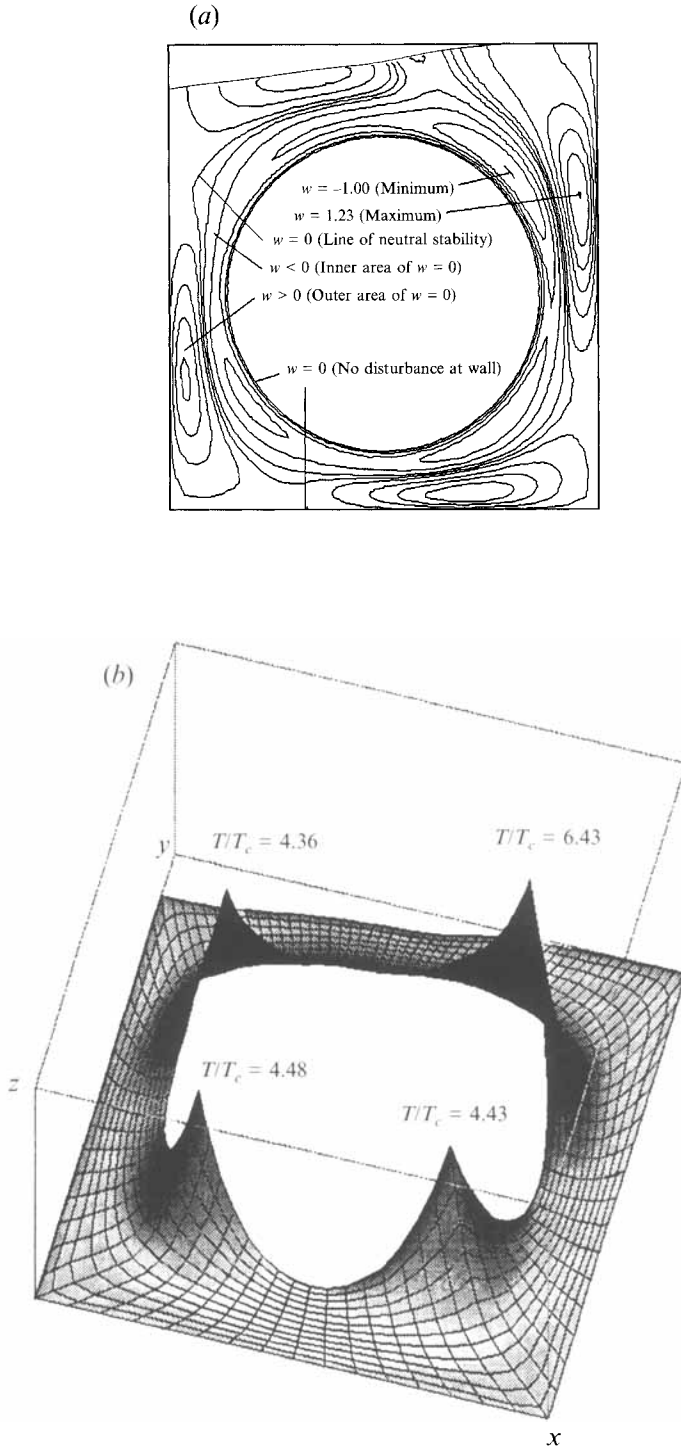 (a)
w = –1.00 (Minimum)
w = 1.23 (Maximum)
w = 0 (Line of neutral stability)
w < 0 (Inner area of w = 0)
w > 0 (Outer area of w = 0)
w = 0 (No disturbance at wall)
(b)
T/T_c = 4.36
T/T_c = 6.43
y
T/T_c = 4.48
T/T_c = 4.43
z
x